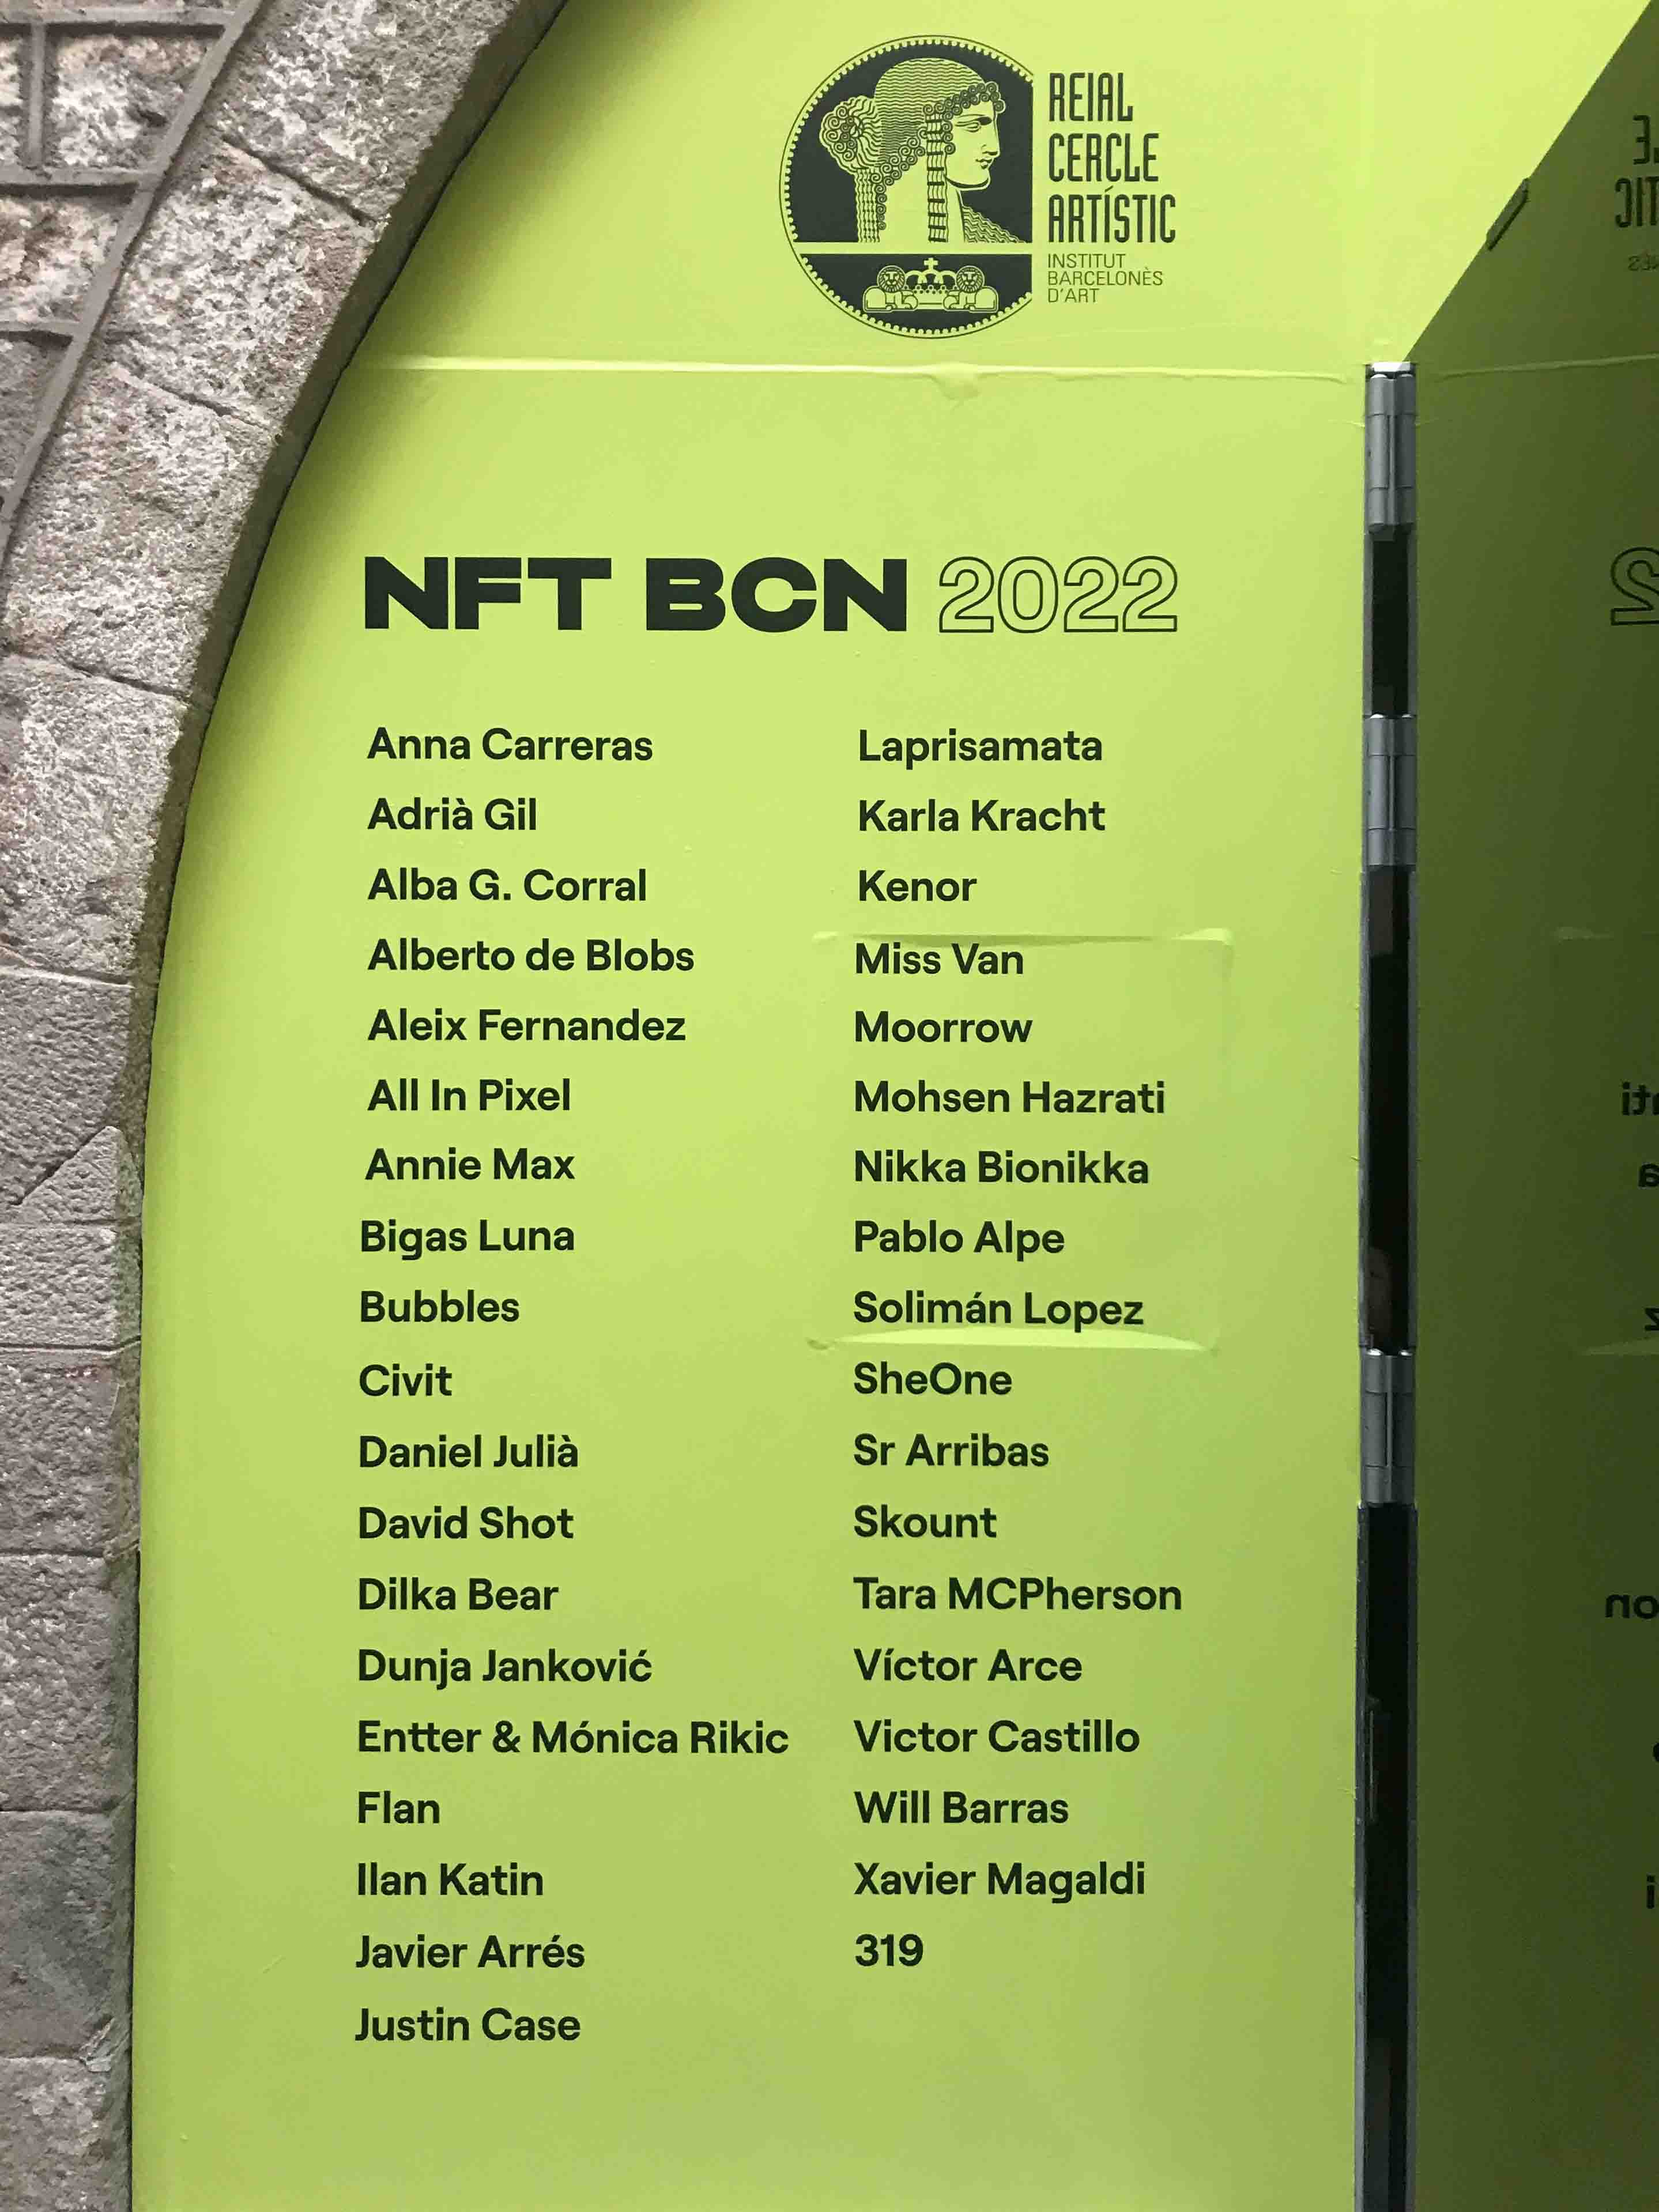 REIAL
CERCLE
ARTÍSTIC
INSTITUT
BARCELONÈS
D'ART
NFT BCN 2022
Anna Carreras
Adrià Gil
Alba G. Corral
Alberto de Blobs
Aleix Fernandez
All In Pixel
Annie Max
Bigas Luna
Bubbles
Civit
Daniel Julià
David Shot
Dilka Bear
Dunja Janković
Entter & Mónica Rikic
Flan
Ilan Katin
Javier Arrés
Justin Case
Laprisamata
Karla Kracht
Kenor
Miss Van
Moorrow
Mohsen Hazrati
Nikka Bionikka
Pablo Alpe
Solimán Lopez
SheOne
Sr Arribas
Skount
Tara MCPherson
Víctor Arce
Victor Castillo
Will Barras
Xavier Magaldi
319